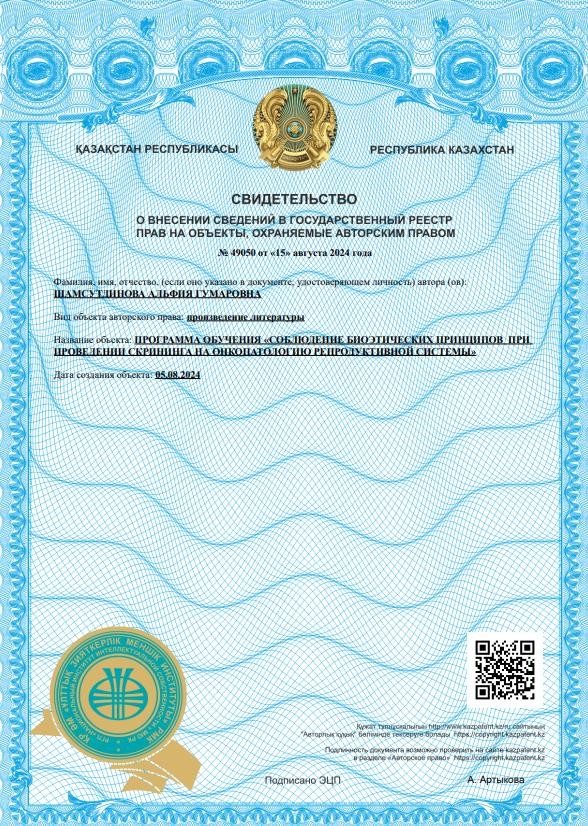 ҚАЗАҚСТАН РЕСПУБЛИКАСЫ
РЕСПУБЛИКА КАЗАХСТАН
СВИДЕТЕЛЬСТВО
О ВНЕСЕНИИ СВЕДЕНИЙ В ГОСУДАРСТВЕННЫЙ РЕЕСТР
ПРАВ НА ОБЪЕКТЫ, ОХРАНЯЕМЫЕ АВТОРСКИМ ПРАВОМ
№ 49050 от «15» августа 2024 года
Фамилия, имя, отчество, (если оно указано в документе, удостоверяющем личность) автора (ов):
ШАМСУТДИНОВА АЛЬФИЯ ГУМАРОВНА
Вид объекта авторского права: произведение литературы
Название объекта: ПРОГРАММА ОБУЧЕНИЯ «СОБЛЮДЕНИЕ БИОЭТИЧЕСКИХ ПРИНЦИПОВ ПРИ
ПРОВЕДЕНИИ СКРИНИНГА НА ОНКОПАТОЛОГИЮ РЕПРОДУКТИВНОЙ СИСТЕМЫ»
Дата создания объекта: 05.08.2024
ҰЛТТЫҚ ЗИЯТКЕРЛІК МЕНШІК ИНСТИТУТЫ
Құжат түпнұсқалығын http://www.kazpatent.kz/ru сайтының
"Авторлық құқық" бөлімінде тексеруге болады https://copyright.kazpatent.kz
Подлинность документа возможно проверить на сайте kazpatent.kz
в разделе «Авторское право» https://copyright.kazpatent.kz
Подписано ЭЦП
А. Артыкова